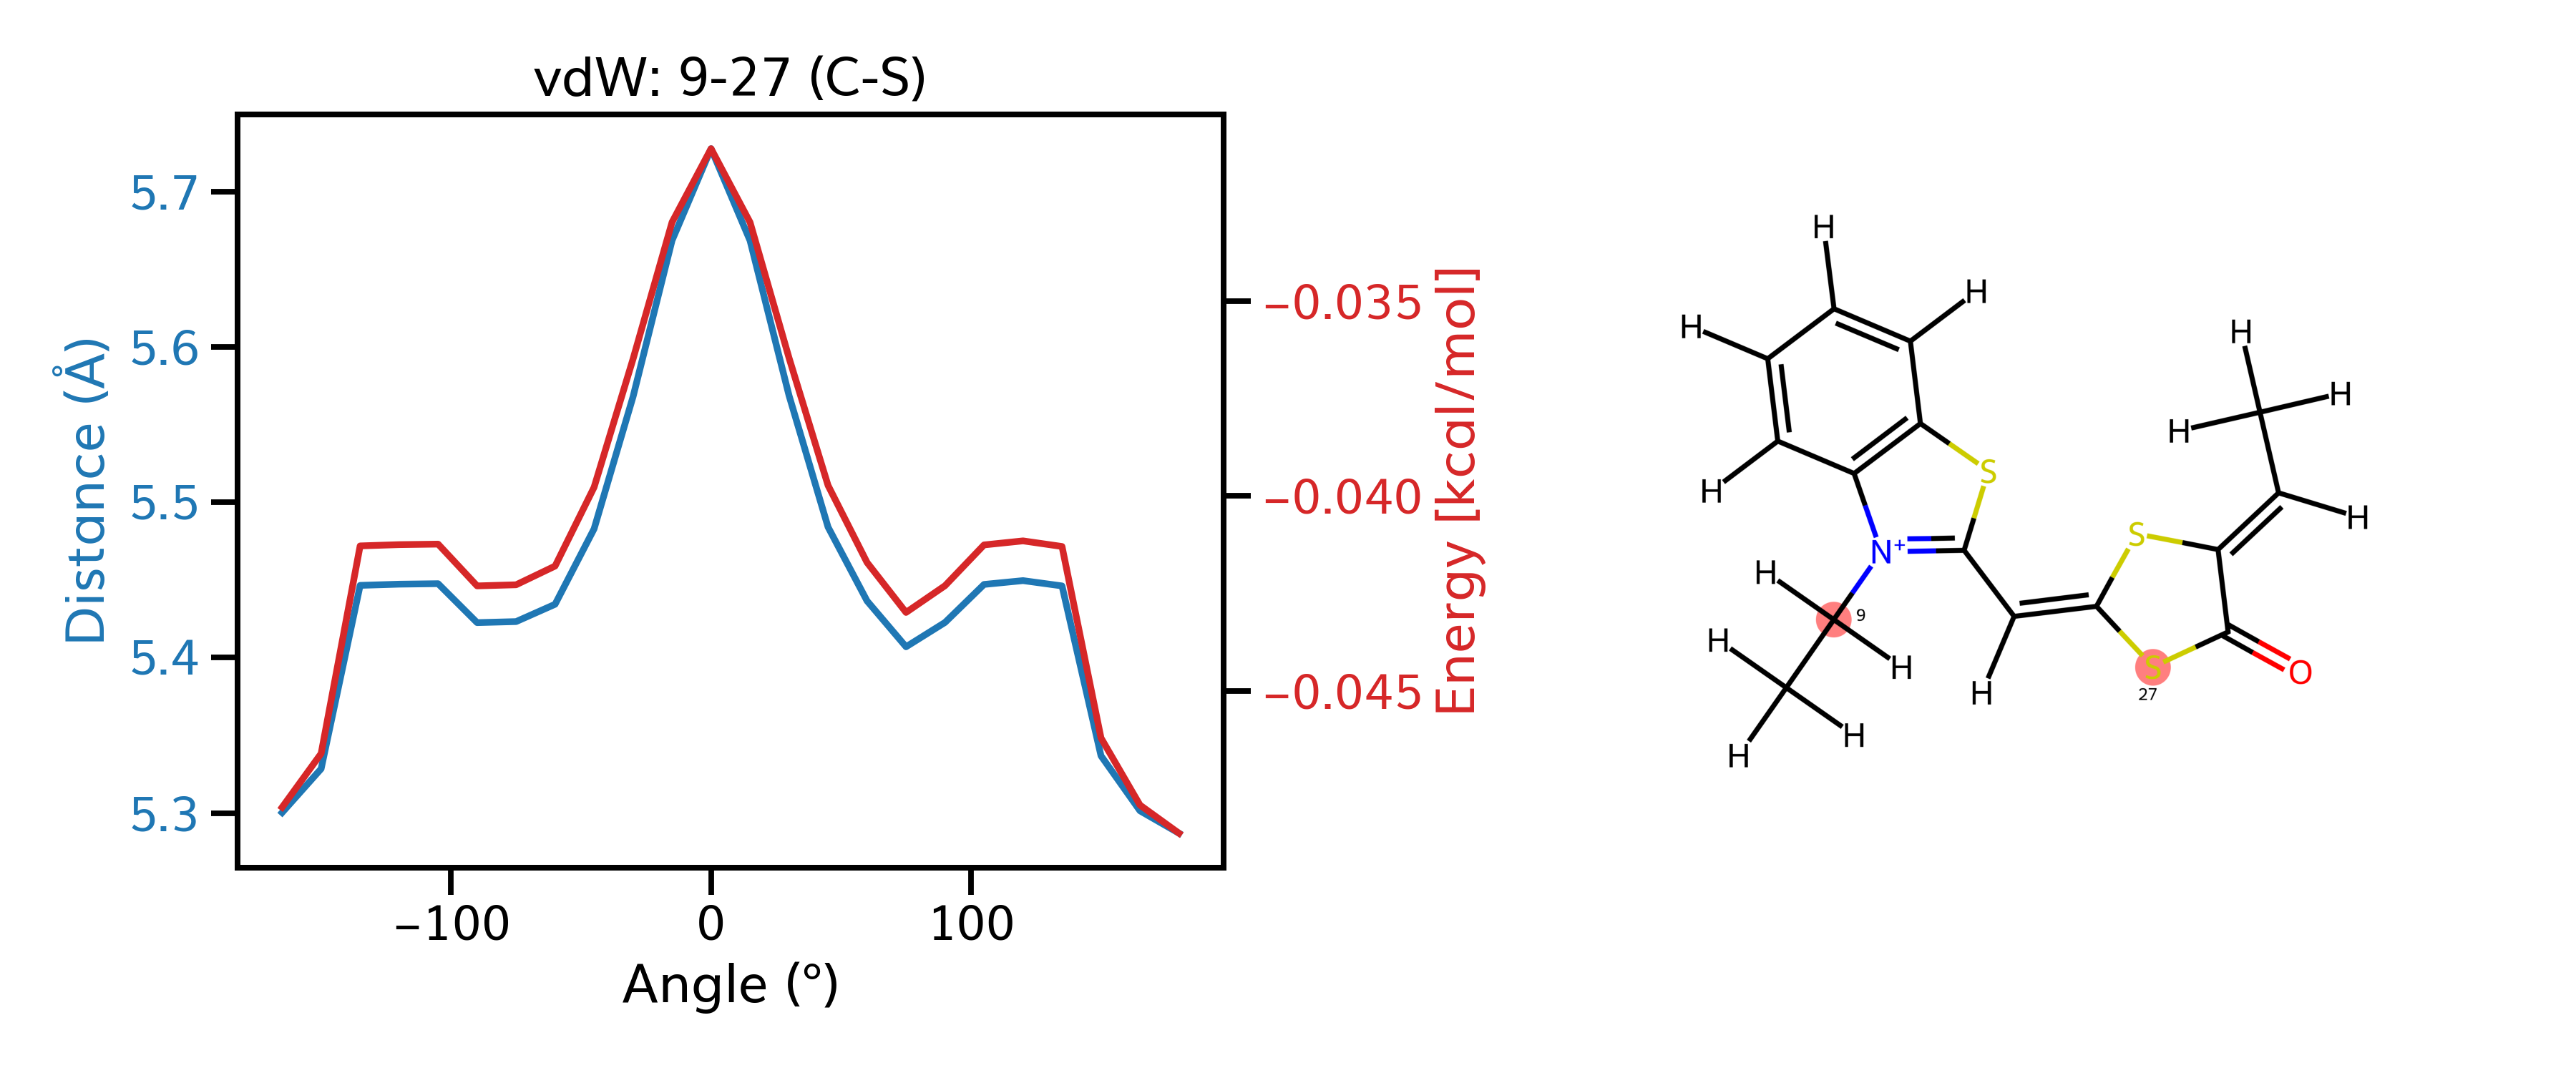 vdW: 9-27 (C-S)
Distance (Å)
5.7
5.6
5.5
5.4
5.3
−0.035
−0.040
−0.045
Energy [kcal/mol]
−100
0
100
Angle (°)
H
H
H
H
H
H
H
S
H
S
N⁺
H
9
H
H
H
S
27
O
H
H